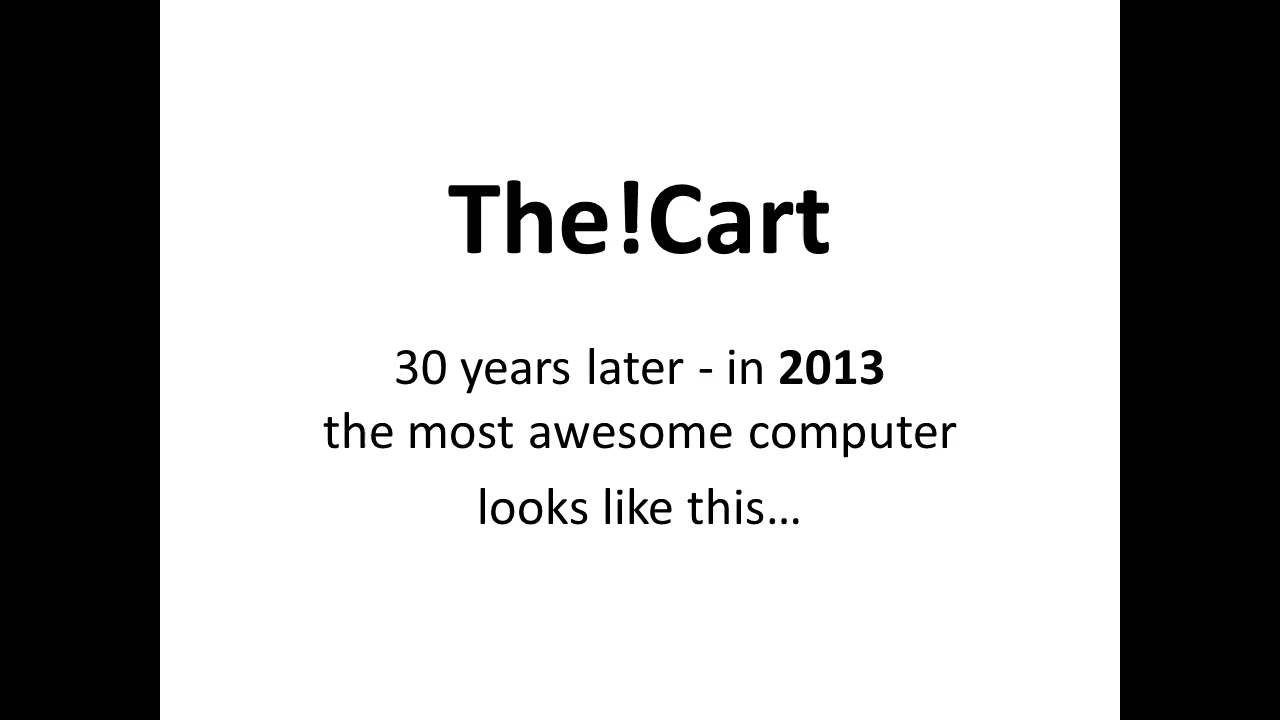 The!Cart
30 years later - in 2013
the most awesome computer
looks like this…